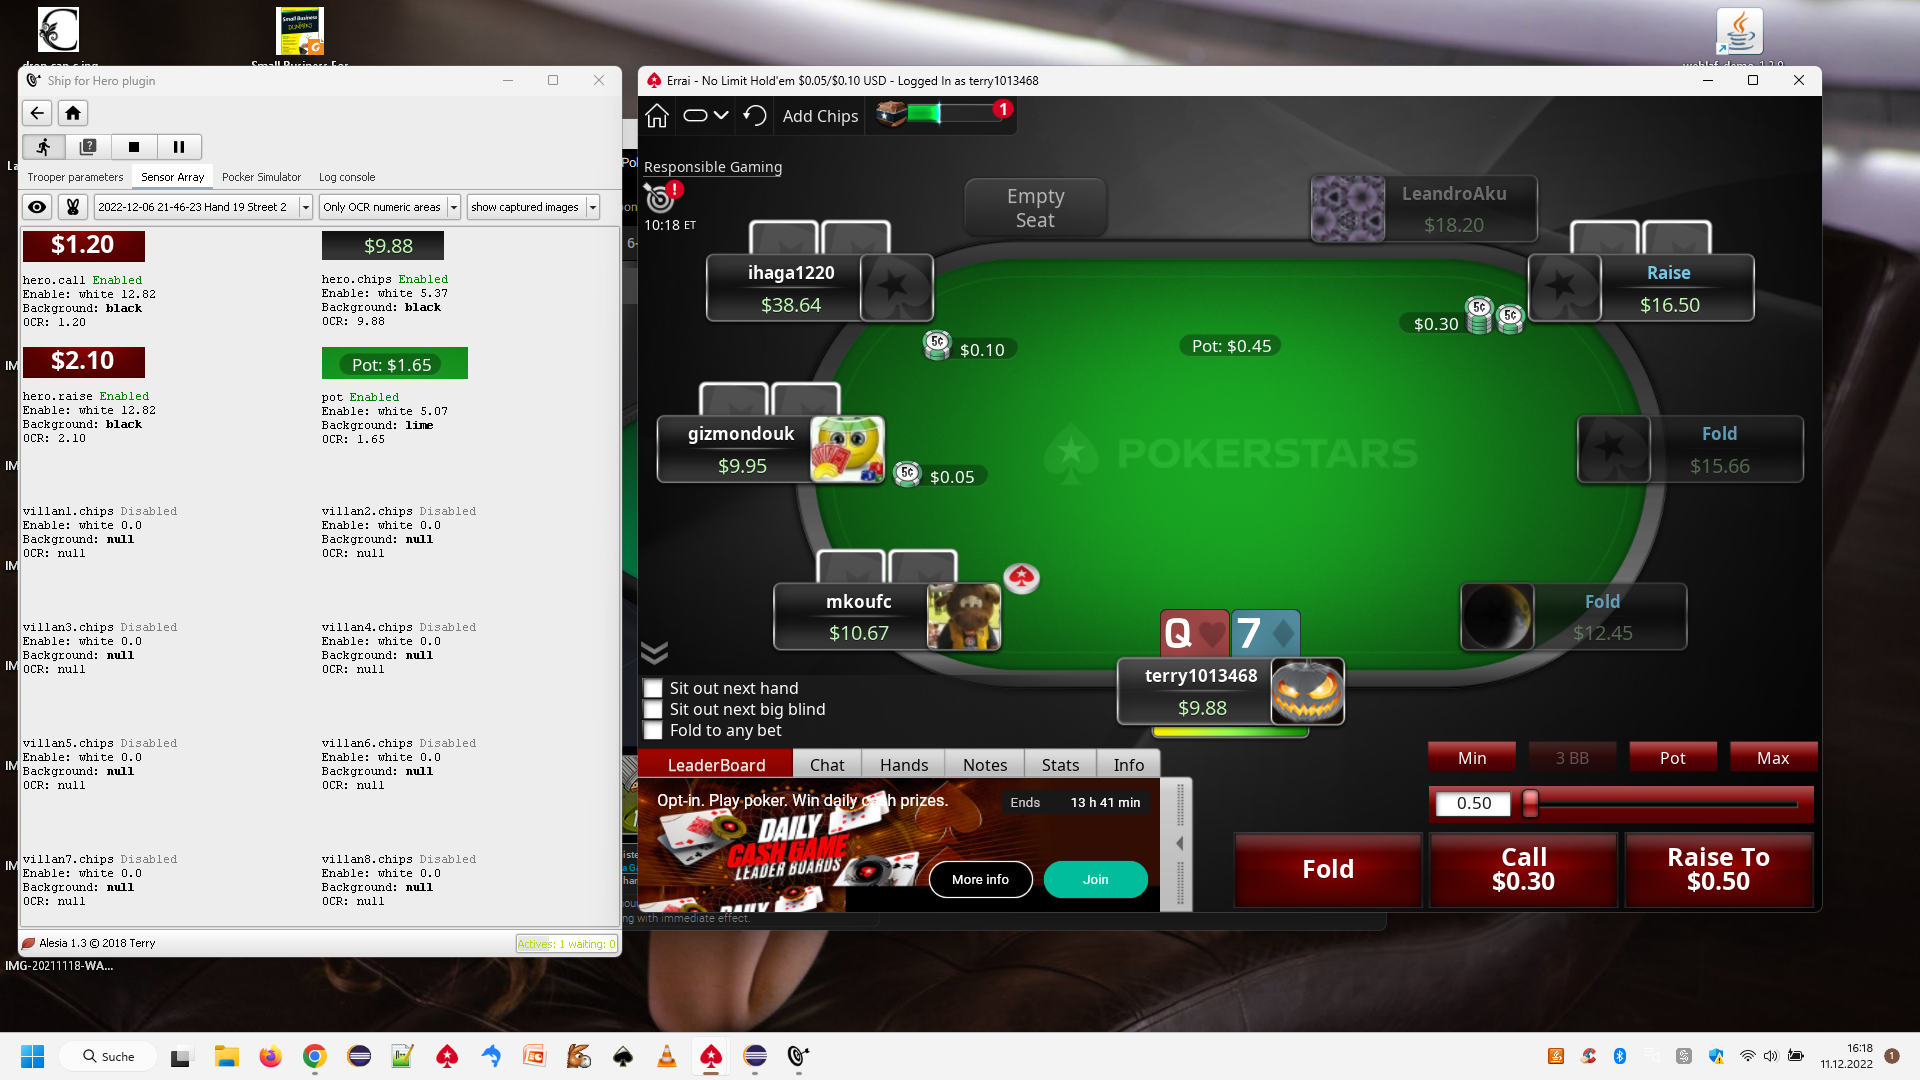 Ship for Hero plugin
Trooper parameters
Sensor Array
Pocker Simulator
Log console
2022-12-06 21-46-23 Hand 19 Street 2
Only OCR numeric areas
show captured images
$1.20
$9.88
hero.call Enabled
Enable: white 12.82
Background: black
OCR: 1.20
hero.chips Enabled
Enable: white 5.37
Background: black
OCR: 9.88
$2.10
Pot: $1.65
hero.raise Enabled
Enable: white 12.82
Background: black
OCR: 2.10
pot Enabled
Enable: white 5.07
Background: lime
OCR: 1.65
villan1.chips Disabled
Enable: white 0.0
Background: null
OCR: null
villan2.chips Disabled
Enable: white 0.0
Background: null
OCR: null
villan3.chips Disabled
Enable: white 0.0
Background: null
OCR: null
villan4.chips Disabled
Enable: white 0.0
Background: null
OCR: null
villan5.chips Disabled
Enable: white 0.0
Background: null
OCR: null
villan6.chips Disabled
Enable: white 0.0
Background: null
OCR: null
villan7.chips Disabled
Enable: white 0.0
Background: null
OCR: null
villan8.chips Disabled
Enable: white 0.0
Background: null
OCR: null
Alesia 1.3 © 2018 Terry
Actives: 1 waiting: 0
IMG-20211118-WA...
Errai - No Limit Hold'em $0.05/$0.10 USD - Logged In as terry1013468
Add Chips
1
Responsible Gaming
10:18 ET
Empty
Seat
LeandroAku
$18.20
ihaga1220
$38.64
Raise
$16.50
5¢
$0.10
Pot: $0.45
$0.30
5¢
5¢
gizmondouk
$9.95
5¢
$0.05
POKERSTARS
Fold
$15.66
mkoufc
$10.67
Q
7
Fold
$12.45
terry1013468
$9.88
Sit out next hand
Sit out next big blind
Fold to any bet
LeaderBoard
Chat
Hands
Notes
Stats
Info
Opt-in. Play poker. Win daily cash prizes.
Ends 13 h 41 min
DAILY
CASH GAME
LEADER BOARDS
More info
Join
Min
3 BB
Pot
Max
0.50
Fold
Call
$0.30
Raise To
$0.50
ng with immediate effect.
Suche
16:18
11.12.2022
1